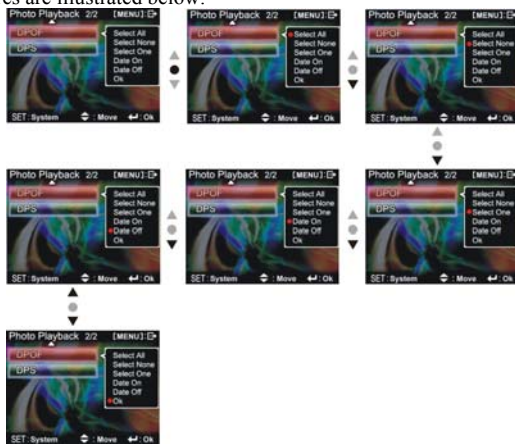 es are illustrated below.
Photo Playback 2/2 [MENU]:
DPOF
DPS
Select All
Select None
Select One
Date On
Date Off
Ok
SET:System : Move : Ok
Photo Playback 2/2 [MENU]:
DPOF
DPS
Select All
Select None
Select One
Date On
Date Off
Ok
SET:System : Move : Ok
Photo Playback 2/2 [MENU]:
DPOF
DPS
Select All
Select None
Select One
Date On
Date Off
Ok
SET:System : Move : Ok
Photo Playback 2/2 [MENU]:
DPOF
DPS
Select All
Select None
Select One
Date On
Date Off
Ok
SET:System : Move : Ok
Photo Playback 2/2 [MENU]:
DPOF
DPS
Select All
Select None
Select One
Date On
Date Off
Ok
SET:System : Move : Ok
Photo Playback 2/2 [MENU]:
DPOF
DPS
Select All
Select None
Select One
Date On
Date Off
Ok
SET:System : Move : Ok
Photo Playback 2/2 [MENU]:
DPOF
DPS
Select All
Select None
Select One
Date On
Date Off
Ok
SET:System : Move : Ok